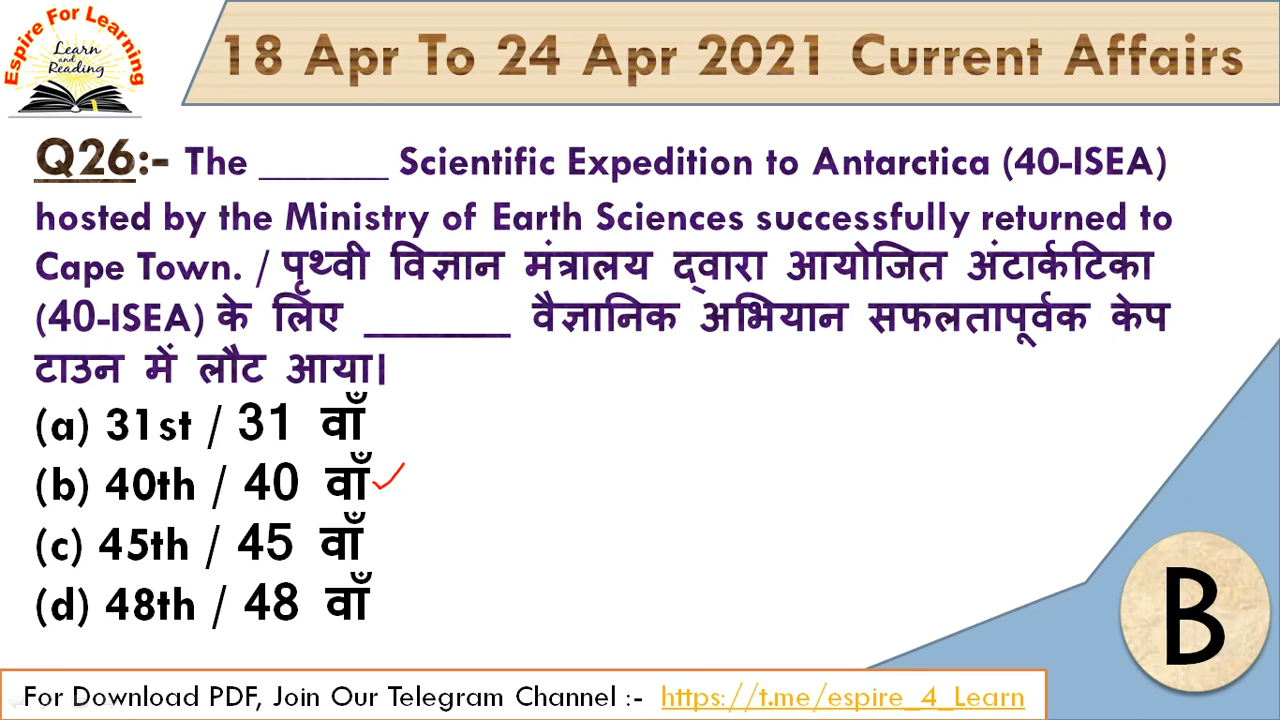 Espire For Learning
Learn
and
Reading
18 Apr To 24 Apr 2021 Current Affairs
Q26:- The _______ Scientific Expedition to Antarctica (40-ISEA)
hosted by the Ministry of Earth Sciences successfully returned to
Cape Town. / पृथ्वी विज्ञान मंत्रालय द्वारा आयोजित अंटार्कटिका
(40-ISEA) के लिए _______ वैज्ञानिक अभियान सफलतापूर्वक केप
टाउन में लौट आया।
(a) 31st / 31 वाँ
(b) 40th / 40 वाँ
(c) 45th / 45 वाँ
(d) 48th / 48 वाँ
B
For Download PDF, Join Our Telegram Channel :- https://t.me/espire_4_Learn